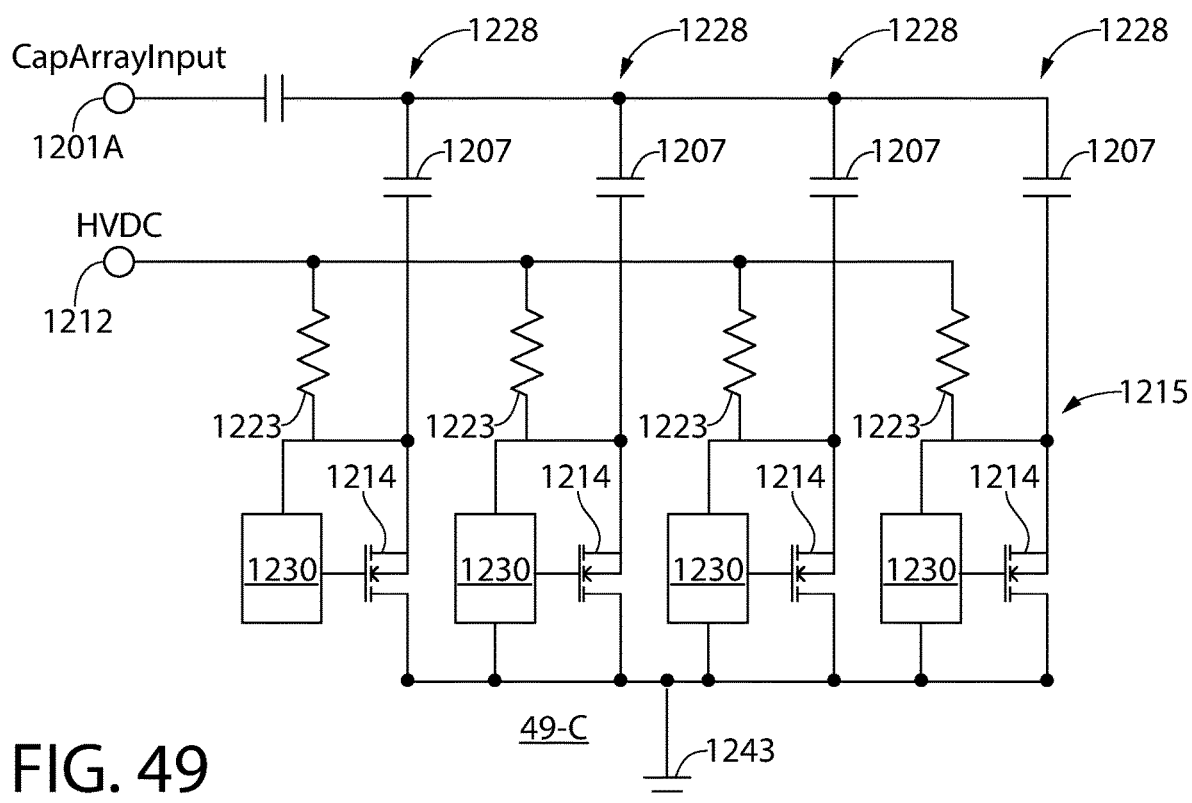 1228 1228 1228 1228
CapArrayInput
1201A
1207 1207 1207 1207
HVDC
1212
1215
1223 1223 1223 1223
1214 1214 1214 1214
1230 1230 1230 1230
49-C
1243
FIG. 49